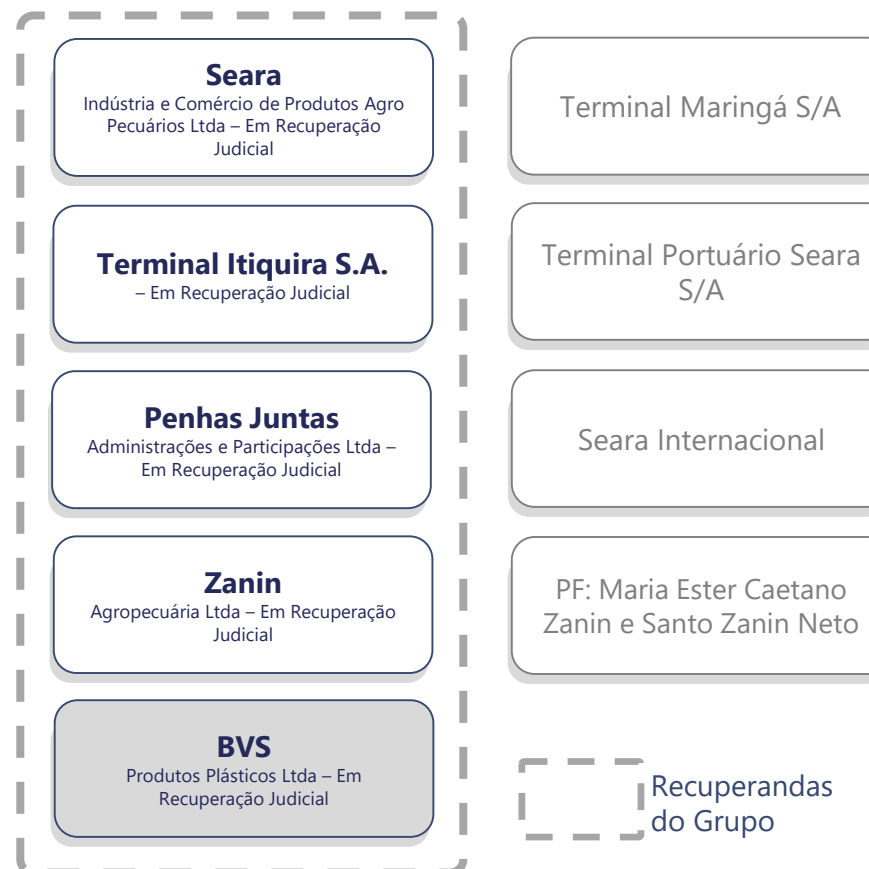 Seara
Indústria e Comércio de Produtos Agro
Pecuários Ltda – Em Recuperação
Judicial
Terminal Itiquira S.A.
– Em Recuperação Judicial
Penhas Juntas
Administrações e Participações Ltda –
Em Recuperação Judicial
Zanin
Agropecuária Ltda – Em Recuperação
Judicial
BVS
Produtos Plásticos Ltda – Em
Recuperação Judicial
Terminal Maringá S/A
Terminal Portuário Seara
S/A
Seara Internacional
PF: Maria Ester Caetano
Zanin e Santo Zanin Neto
Recuperandas
do Grupo